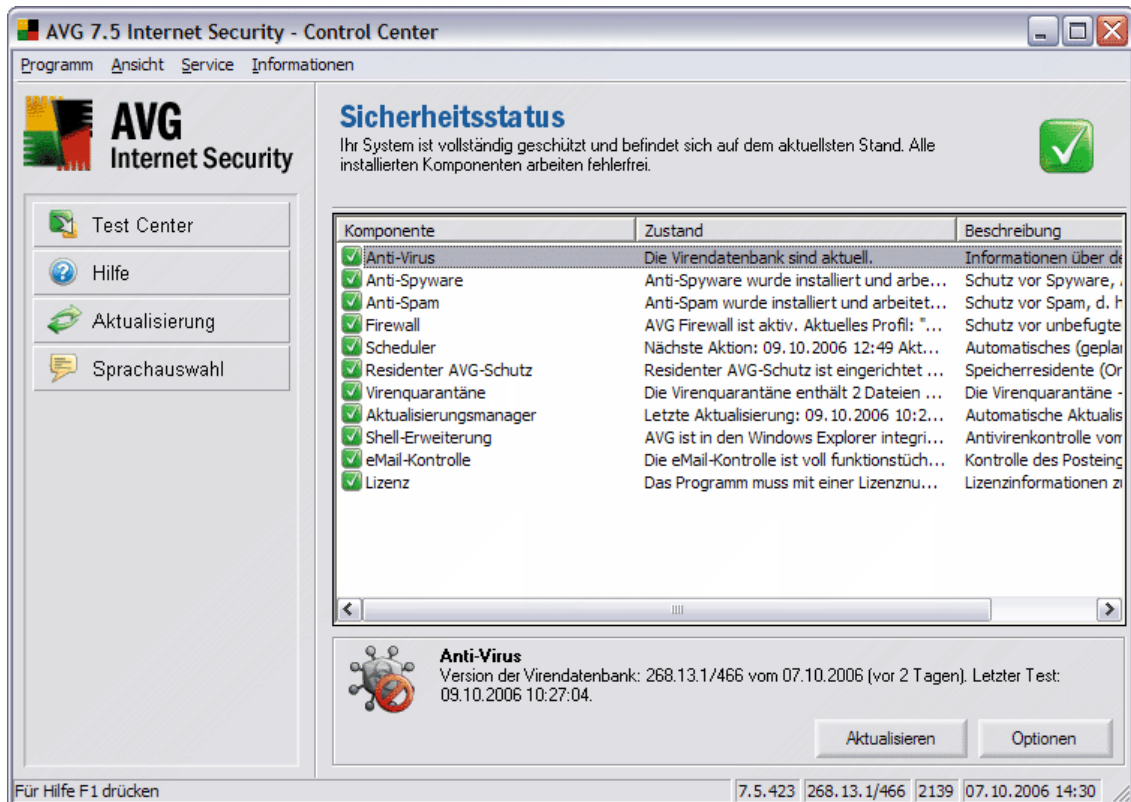 AVG 7.5 Internet Security - Control Center
Programm Ansicht Service Informationen
AVG
Internet Security
Test Center
Hilfe
Aktualisierung
Sprachauswahl
Sicherheitsstatus
Ihr System ist vollständig geschützt und befindet sich auf dem aktuellsten Stand. Alle
installierten Komponenten arbeiten fehlerfrei.
Komponente Zustand Beschreibung
Anti-Virus Die Virendatenbank sind aktuell. Informationen über de
Anti-Spyware Anti-Spyware wurde installiert und arbe... Schutz vor Spyware,
Anti-Spam Anti-Spam wurde installiert und arbeitet... Schutz vor Spam, d. h
Firewall AVG Firewall ist aktiv. Aktuelles Profil: "... Schutz vor unbefugte
Scheduler Nächste Aktion: 09.10.2006 12:49 Akt... Automatisches (geplan
Residenter AVG-Schutz Residenter AVG-Schutz ist eingerichtet ... Speicherresidente (Or
Virenquarantäne Die Virenquarantäne enthält 2 Dateien ... Die Virenquarantäne -
Aktualisierungsmanager Letzte Aktualisierung: 09.10.2006 10:2... Automatische Aktualis
Shell-Erweiterung AVG ist in den Windows Explorer integri... Antivirenkontrolle vom
eMail-Kontrolle Die eMail-Kontrolle ist voll funktionstüch... Kontrolle des Posteing
Lizenz Das Programm muss mit einer Lizenznu... Lizenzinformationen zu
Anti-Virus
Version der Virendatenbank: 268.13.1/466 vom 07.10.2006 (vor 2 Tagen). Letzter Test:
09.10.2006 10:27:04.
Aktualisieren Optionen
Für Hilfe F1 drücken 7.5.423 268.13.1/466 2139 07.10.2006 14:30